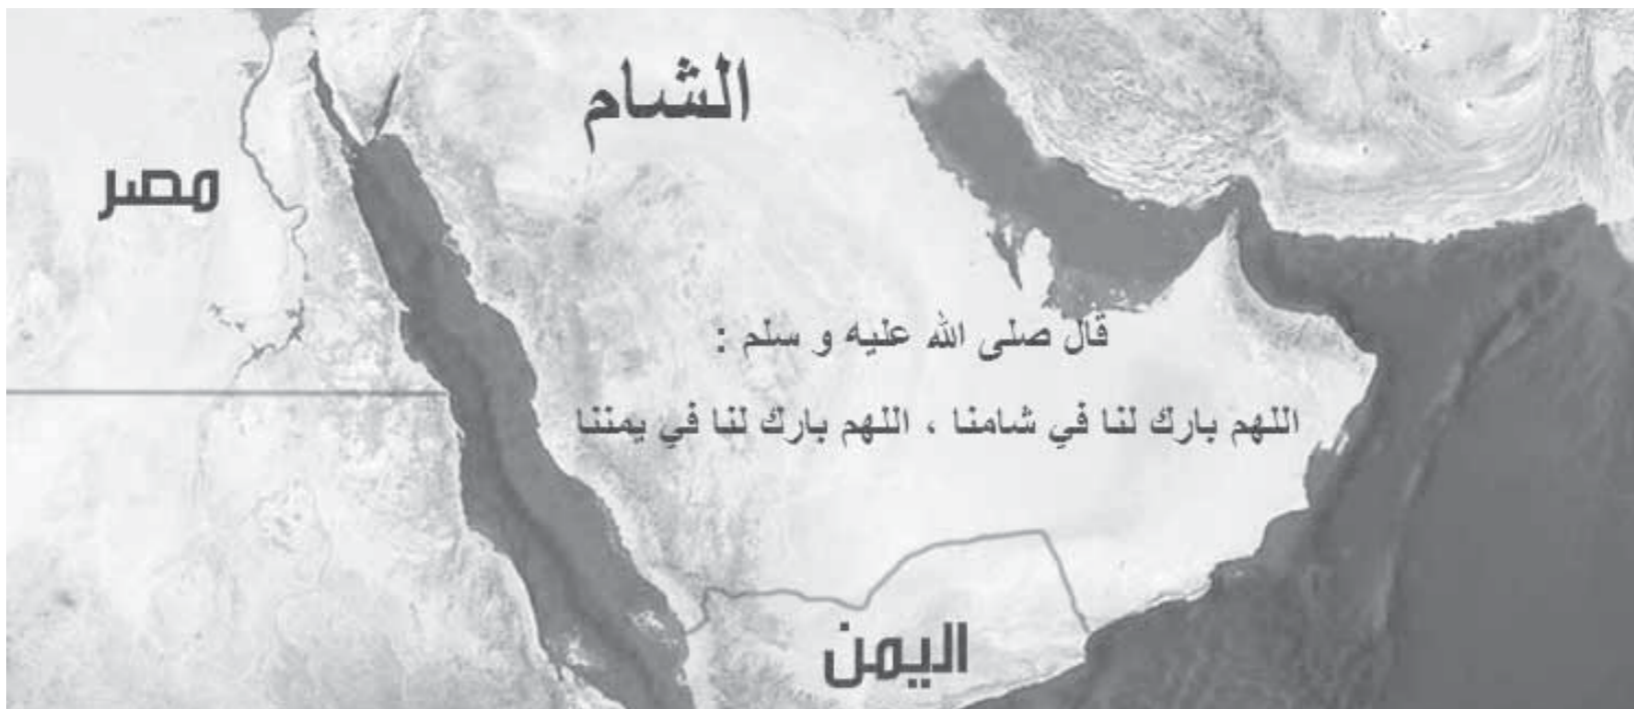 الشام
مصر
قال صلى الله عليه و سلم :
اللهم بارك لنا في شامنا ، اللهم بارك لنا في يمننا
اليمن